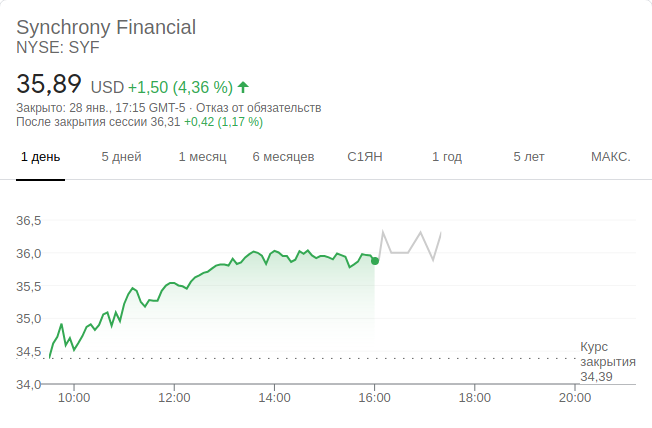 Synchrony Financial
NYSE: SYF
35,89 USD +1,50 (4,36 %)
Закрыто: 28 янв., 17:15 GMT-5 · Отказ от обязательств
После закрытия сессии 36,31 +0,42 (1,17 %)
1 день 5 дней 1 месяц 6 месяцев С1ЯН 1 год 5 лет МАКС.
36,5
36,0
35,5
35,0
34,5
34,0
Курс
закрытия
34,39
10:00 12:00 14:00 16:00 18:00 20:00